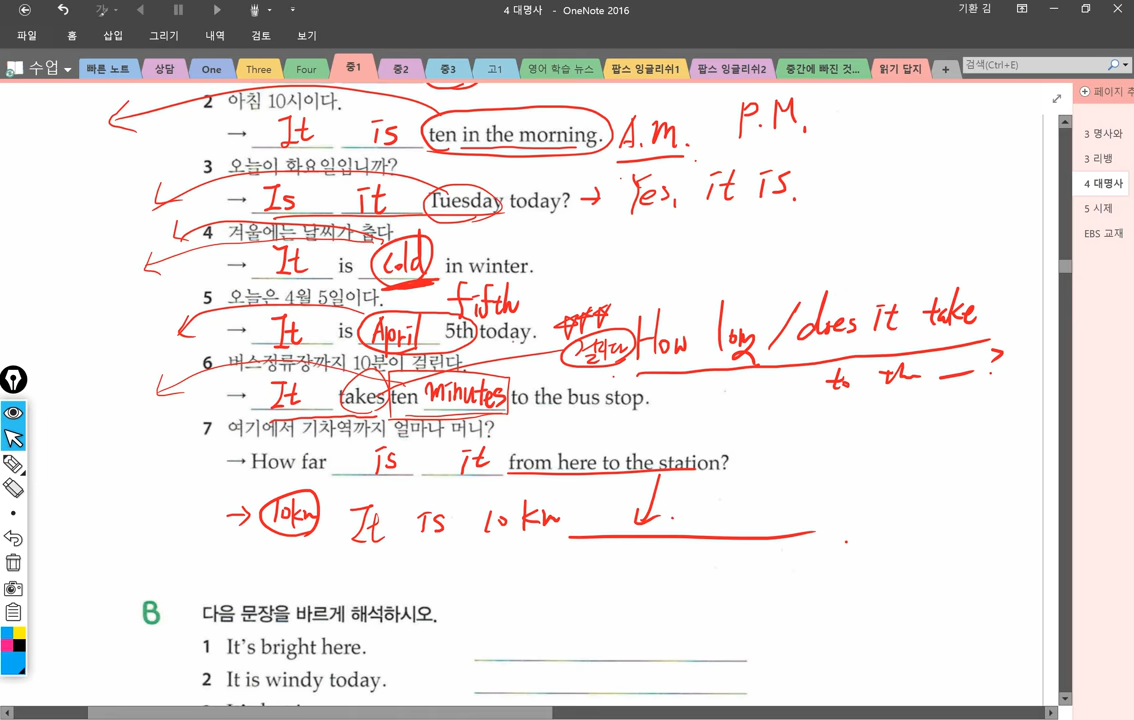 4 대명사 - OneNote 2016
기환 김
파일 홈 삽입 그리기 내역 검토 보기
수업 빠른 노트 상담 One Three Four 중1 중2 중3 고1 영어 학습 뉴스 팝스 잉글리쉬1 팝스 잉글리쉬2 중간에 빠진 것... 읽기 답지 + 검색(Ctrl+E)
페이지 추
3 명사와
3 리뱅
4 대명사
5 시제
EBS 교재
2 아침 10시이다.
→ It is ten in the morning. A.M. P.M.
3 오늘이 화요일입니까?
→ Is it Tuesday today? → Yes, it is.
4 겨울에는 날씨가 춥다
→ It is cold in winter.
5 오늘은 4월 5일이다. fifth
→ It is April 5th today.
걸리다 How long / does it take
to th
6 버스정류장까지 10분이 걸린다.
→ It takes ten minutes to the bus stop.
7 여기에서 기차역까지 얼마나 머니?
→ How far is it from here to the station?
→ 10km It is 10 km .
B 다음 문장을 바르게 해석하시오.
1 It's bright here.
2 It is windy today.